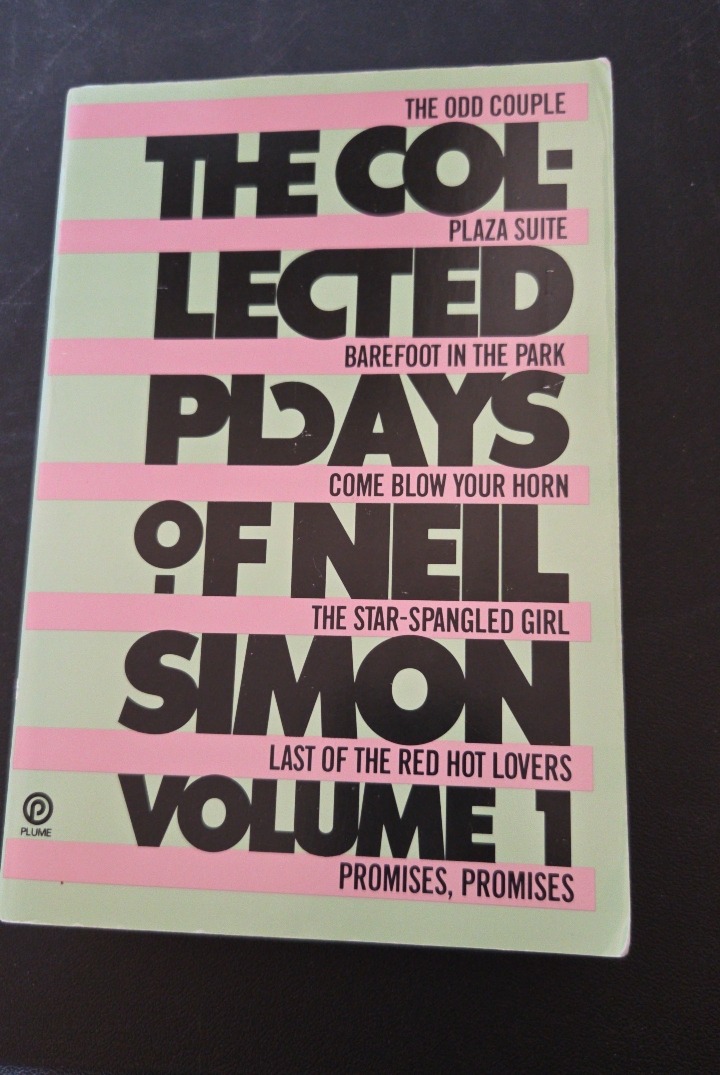 THE ODD COUPLE
THE COL-
PLAZA SUITE
LECTED
BAREFOOT IN THE PARK
PbAYS
COME BLOW YOUR HORN
OF NEIL
THE STAR-SPANGLED GIRL
SIMON
LAST OF THE RED HOT LOVERS
VOLUME 1
PLUME
PROMISES, PROMISES